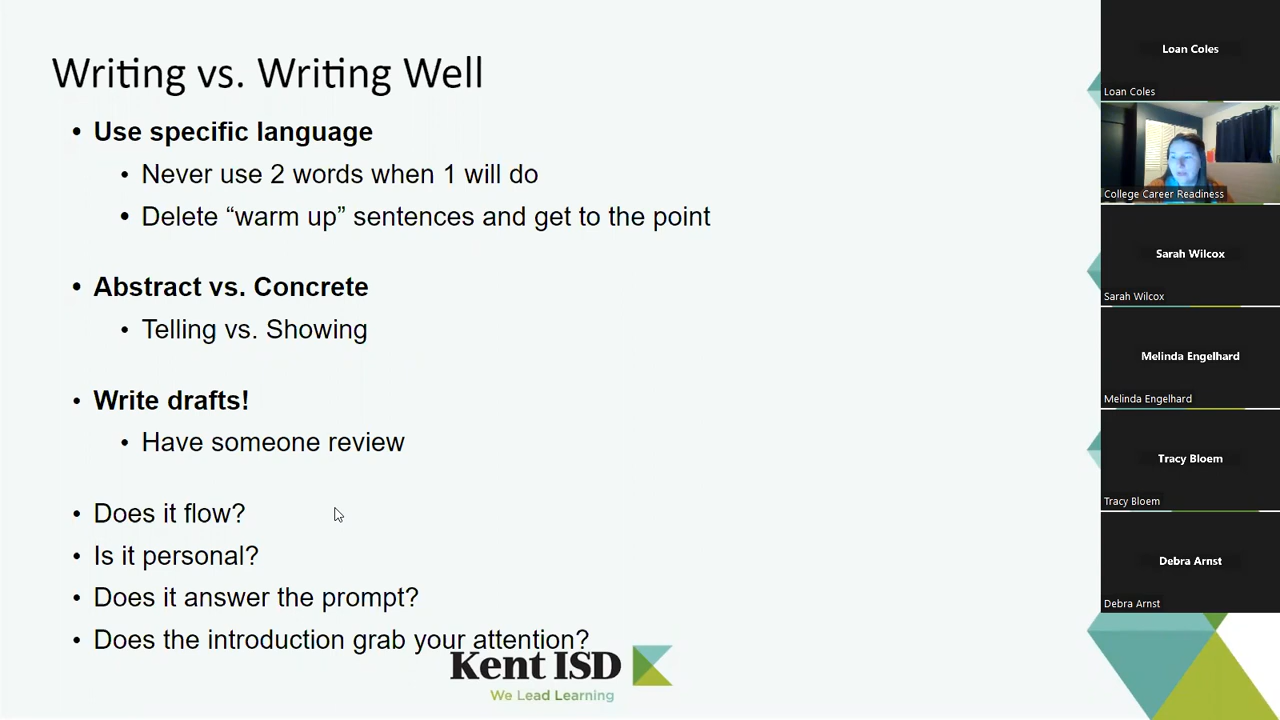 Writing vs. Writing Well
• Use specific language
• Never use 2 words when 1 will do
• Delete “warm up” sentences and get to the point
• Abstract vs. Concrete
• Telling vs. Showing
• Write drafts!
• Have someone review
• Does it flow?
• Is it personal?
• Does it answer the prompt?
• Does the introduction grab your attention?
Kent ISD
We Lead Learning
Loan Coles
Loan Coles
College Career Readiness
Sarah Wilcox
Sarah Wilcox
Melinda Engelhard
Melinda Engelhard
Tracy Bloem
Tracy Bloem
Debra Arnst
Debra Arnst